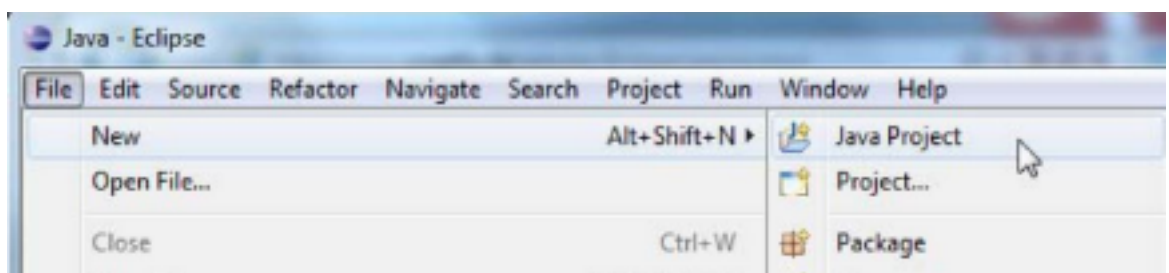 Java - Eclipse
File Edit Source Refactor Navigate Search Project Run Window Help
New Alt+Shift+N Java Project
Open File... Project...
Close Ctrl+W Package